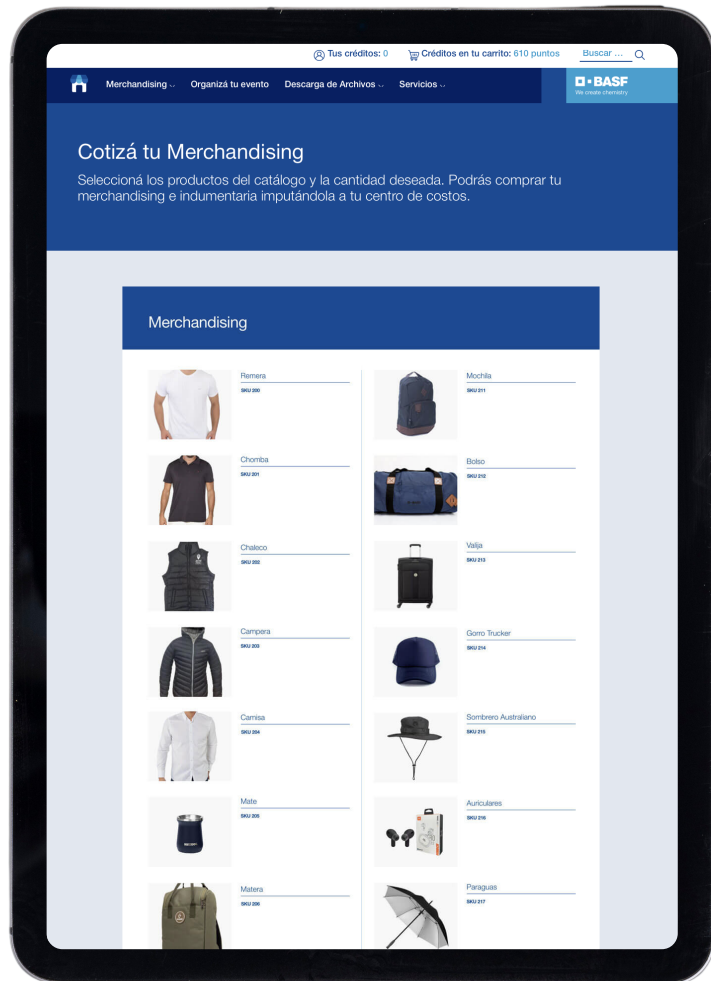 Tus créditos: 0
Créditos en tu carrito: 610 puntos
Buscar ...
Merchandising
Organizá tu evento
Descarga de Archivos
Servicios
BASF
We create chemistry
Cotizá tu Merchandising
Seleccioná los productos del catálogo y la cantidad deseada. Podrás comprar tu
merchandising e indumentaria imputándola a tu centro de costos.
Merchandising
Remera
SKU 200
Mochila
SKU 211
Chomba
SKU 201
Bolso
SKU 212
Chaleco
SKU 202
Valija
SKU 213
Campera
SKU 203
Gorro Trucker
SKU 214
Camisa
SKU 204
Sombrero Australiano
SKU 215
Mate
SKU 205
Auriculares
SKU 216
Matera
SKU 206
Paraguas
SKU 217